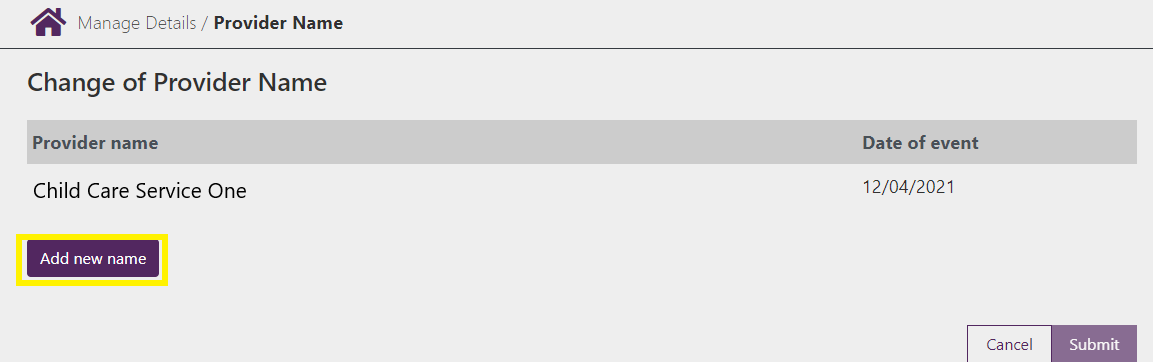 Manage Details / Provider Name
Change of Provider Name
Provider name Date of event
Child Care Service One 12/04/2021
Add new name
Cancel Submit